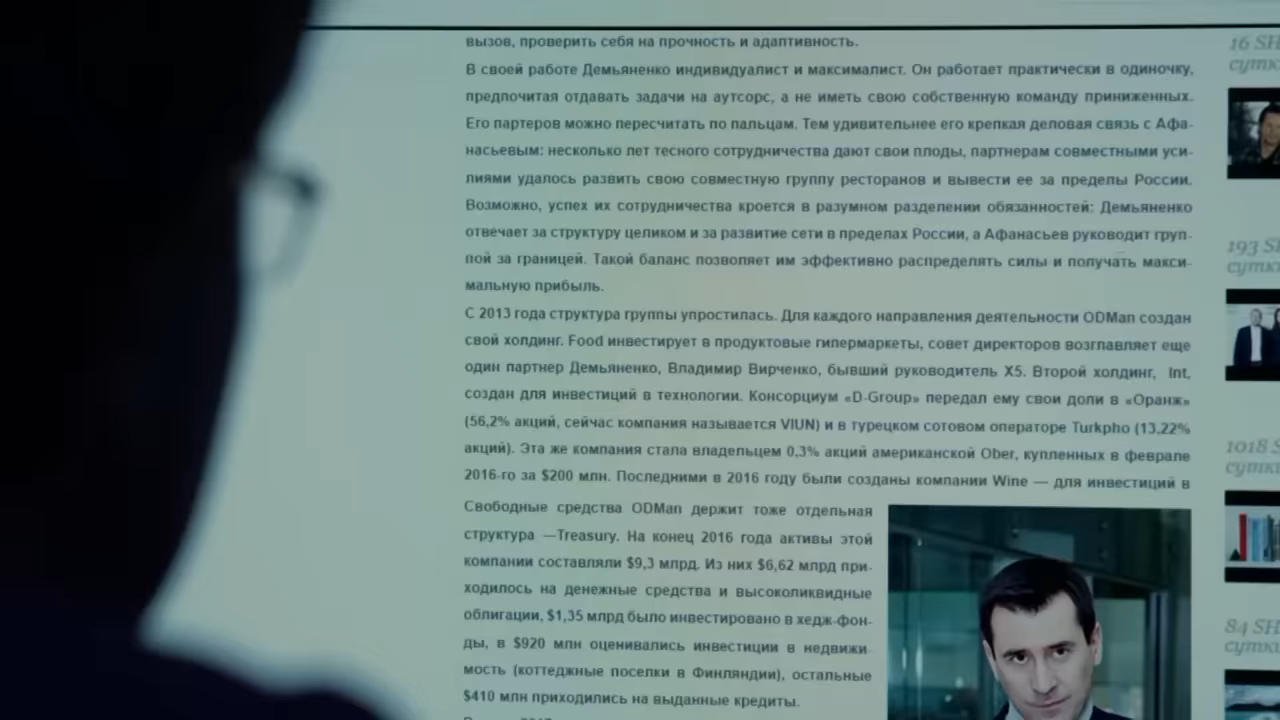 вызов, проверить себя на прочность и адаптивность.
В своей работе Демьяненко индивидуалист и максималист. Он работает практически в одиночку,
предпочитая отдавать задачи на аутсорс, а не иметь свою собственную команду приниженных.
Его партеров можно пересчитать по пальцам. Тем удивительнее его крепкая деловая связь с Афа-
насьевым: несколько лет тесного сотрудничества дают свои плоды, партнерам совместными уси-
лиями удалось развить свою совместную группу ресторанов и вывести ее за пределы России.
Возможно, успех их сотрудничества кроется в разумном разделении обязанностей: Демьяненко
отвечает за структуру целиком и за развитие сети в пределах России, а Афанасьев руководит груп-
пой за границей. Такой баланс позволяет им эффективно распределять силы и получать макси-
мальную прибыль.
С 2013 года структура группы упростилась. Для каждого направления деятельности ODMan создан
свой холдинг. Food инвестирует в продуктовые гипермаркеты, совет директоров возглавляет еще
один партнер Демьяненко, Владимир Вирченко, бывший руководитель X5. Второй холдинг, Int,
создан для инвестиций в технологии. Консорциум «D-Group» передал ему свои доли в «Оранж»
(56,2% акций, сейчас компания называется VIUN) и в турецком сотовом операторе Turkpho (13,22%
акций). Эта же компания стала владельцем 0,3% акций американской Ober, купленных в феврале
2016-го за $200 млн. Последними в 2016 году были созданы компании Wine — для инвестиций в
Свободные средства ODMan держит тоже отдельная
структура —Treasury. На конец 2016 года активы этой
компании составляли $9,3 млрд. Из них $6,62 млрд при-
ходилось на денежные средства и высоколиквидные
облигации, $1,35 млрд было инвестировано в хедж-фон-
ды, в $920 млн оценивались инвестиции в недвижи-
мость (коттеджные поселки в Финляндии), остальные
$410 млн приходились на выданные кредиты.
16 SH
сутк
193 SH
сутки
1018 S
сутки
84 SH
сутки